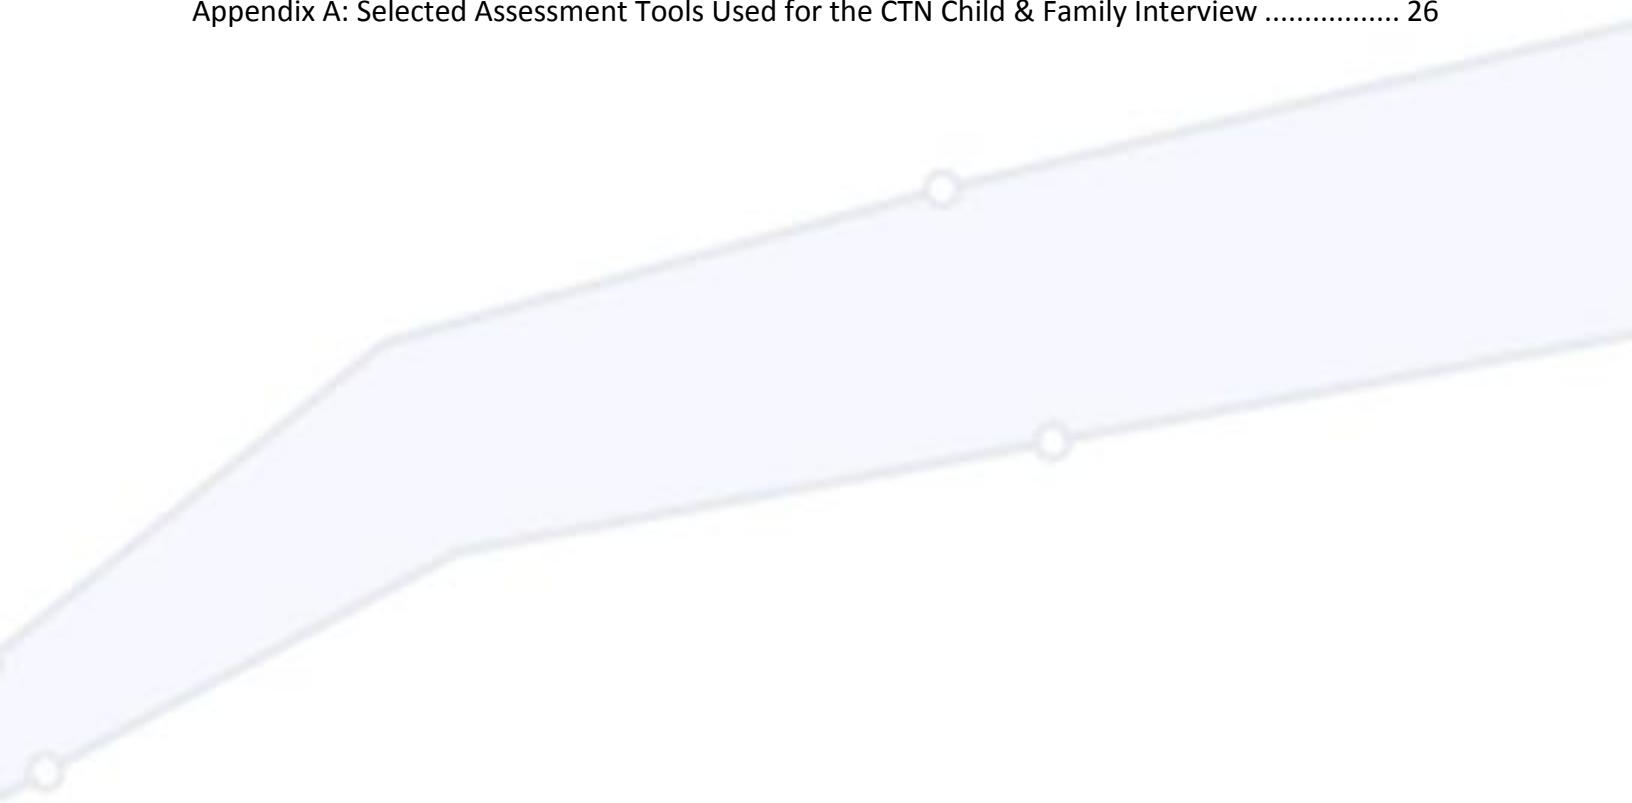 Appendix A: Selected Assessment Tools Used for the CTN Child & Family Interview ................. 26